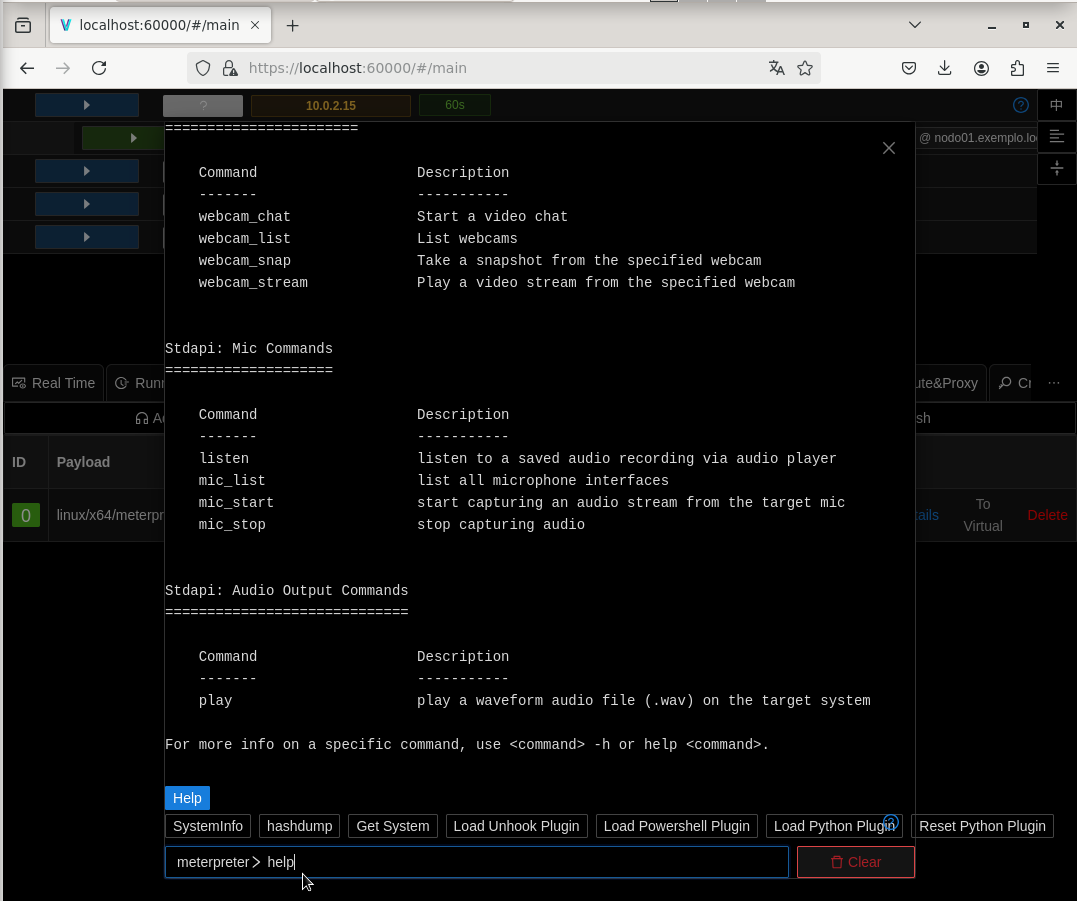 localhost:60000/#/main
https://localhost:60000/#/main
? 10.0.2.15 60s 中
======================= @ nodo01.exemplo.lo
Command Description
------- -----------
webcam_chat Start a video chat
webcam_list List webcams
webcam_snap Take a snapshot from the specified webcam
webcam_stream Play a video stream from the specified webcam
Stdapi: Mic Commands
====================
Real Time Runn ute&Proxy Cr ...
Command Description
sh
------- -----------
ID Payload
listen listen to a saved audio recording via audio player
mic_list list all microphone interfaces
mic_start start capturing an audio stream from the target mic
0 linux/x64/meterpr ails To Virtual Delete
mic_stop stop capturing audio
Stdapi: Audio Output Commands
=============================
Command Description
------- -----------
play play a waveform audio file (.wav) on the target system
For more info on a specific command, use <command> -h or help <command>.
Help
SystemInfo hashdump Get System Load Unhook Plugin Load Powershell Plugin Load Python Plugin Reset Python Plugin
meterpreter> help Clear